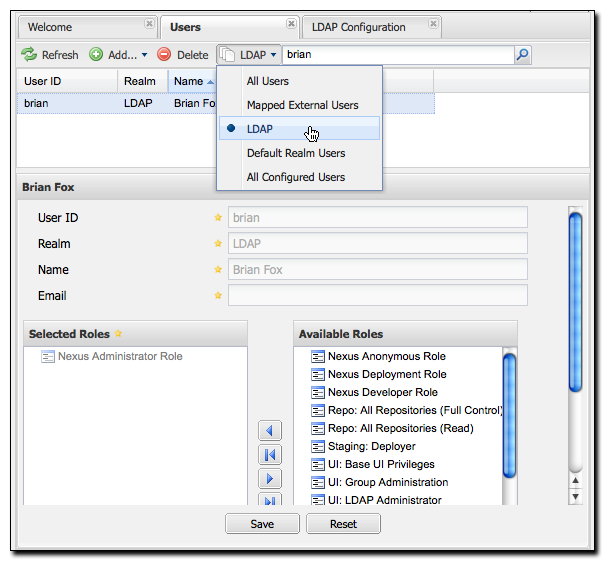 Welcome Users LDAP Configuration
Refresh Add... Delete LDAP brian
User ID Realm Name
brian LDAP Brian Fo
All Users
Mapped External Users
LDAP
Default Realm Users
All Configured Users
Brian Fox
User ID brian
Realm LDAP
Name Brian Fox
Email
Selected Roles Available Roles
Nexus Administrator Role
Nexus Anonymous Role
Nexus Deployment Role
Nexus Developer Role
Repo: All Repositories (Full Control)
Repo: All Repositories (Read)
Staging: Deployer
UI: Base UI Privileges
UI: Group Administration
UI: LDAP Administrator
Save Reset